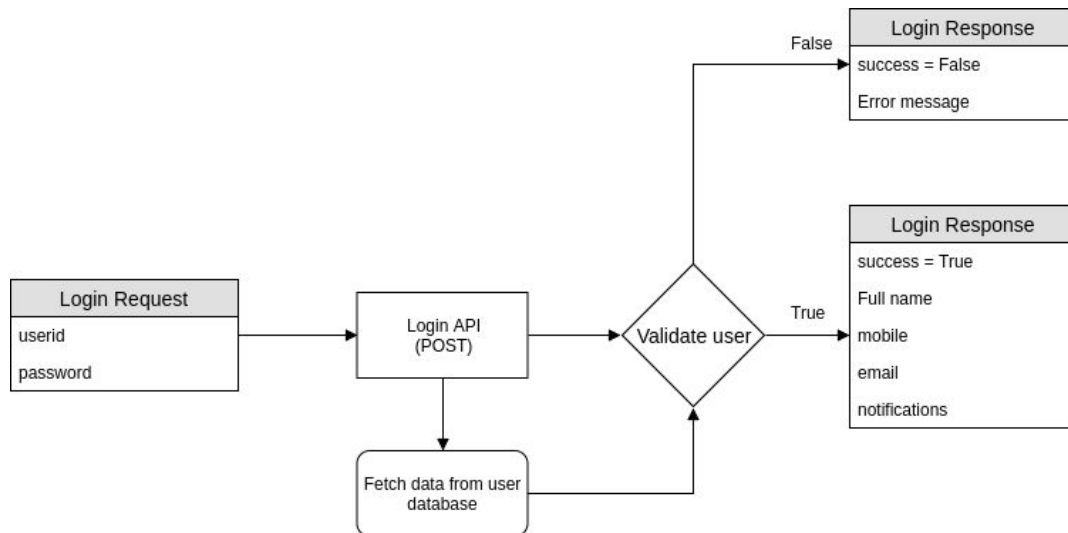 Login Request
userid
password
Login API
(POST)
Fetch data from user
database
Validate user
False
Login Response
success = False
Error message
True
Login Response
success = True
Full name
mobile
email
notifications